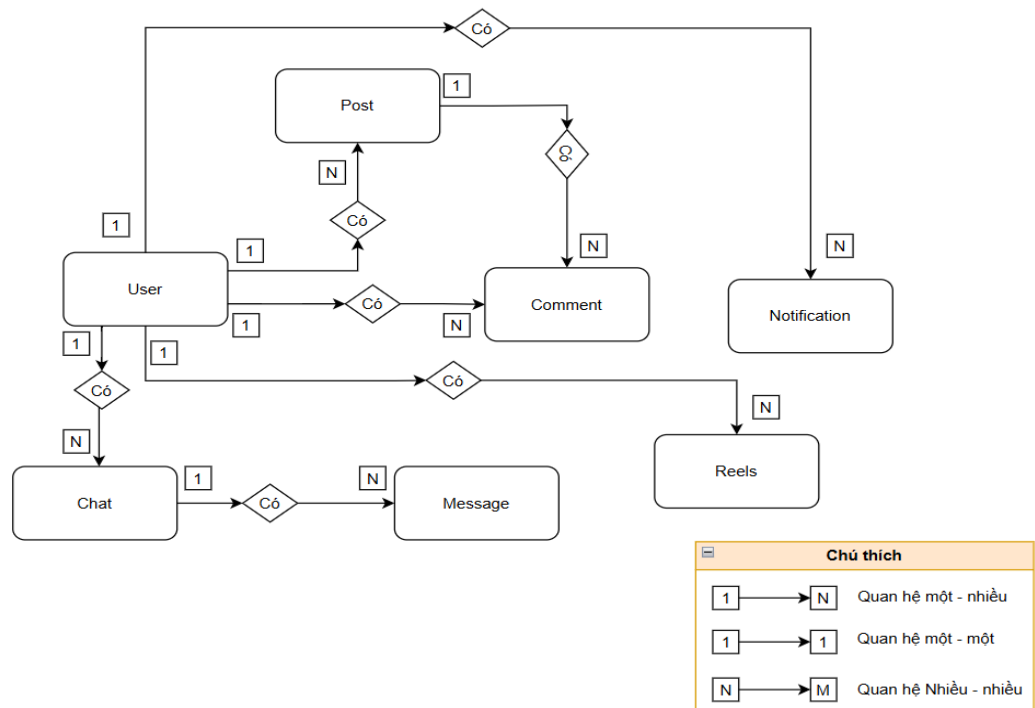 Có
Post
1
Có
N
Có
1
1
N
N
User
Có
Comment
Notification
1
N
1
1
Có
Có
N
N
Reels
Chat
1
Có
N
Message
Chú thích
1
N
Quan hệ một - nhiều
1
1
Quan hệ một - một
N
M
Quan hệ Nhiều - nhiều